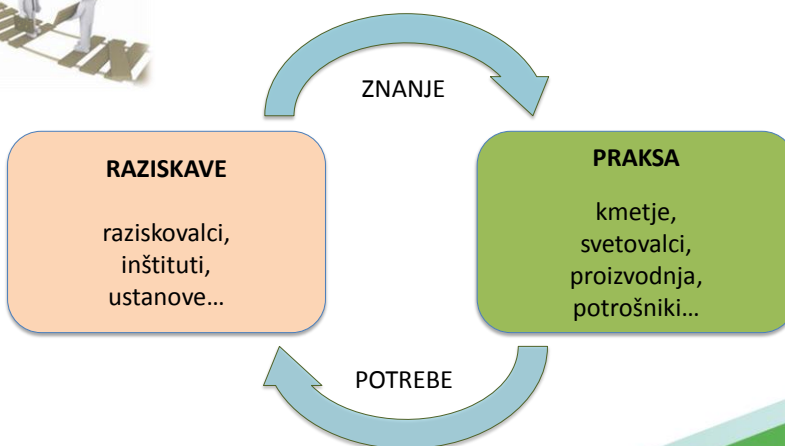 ZNANJE
RAZISKAVE
raziskovalci,
inštituti,
ustanove…
PRAKSA
kmetje,
svetovalci,
proizvodnja,
potrošniki…
POTREBE